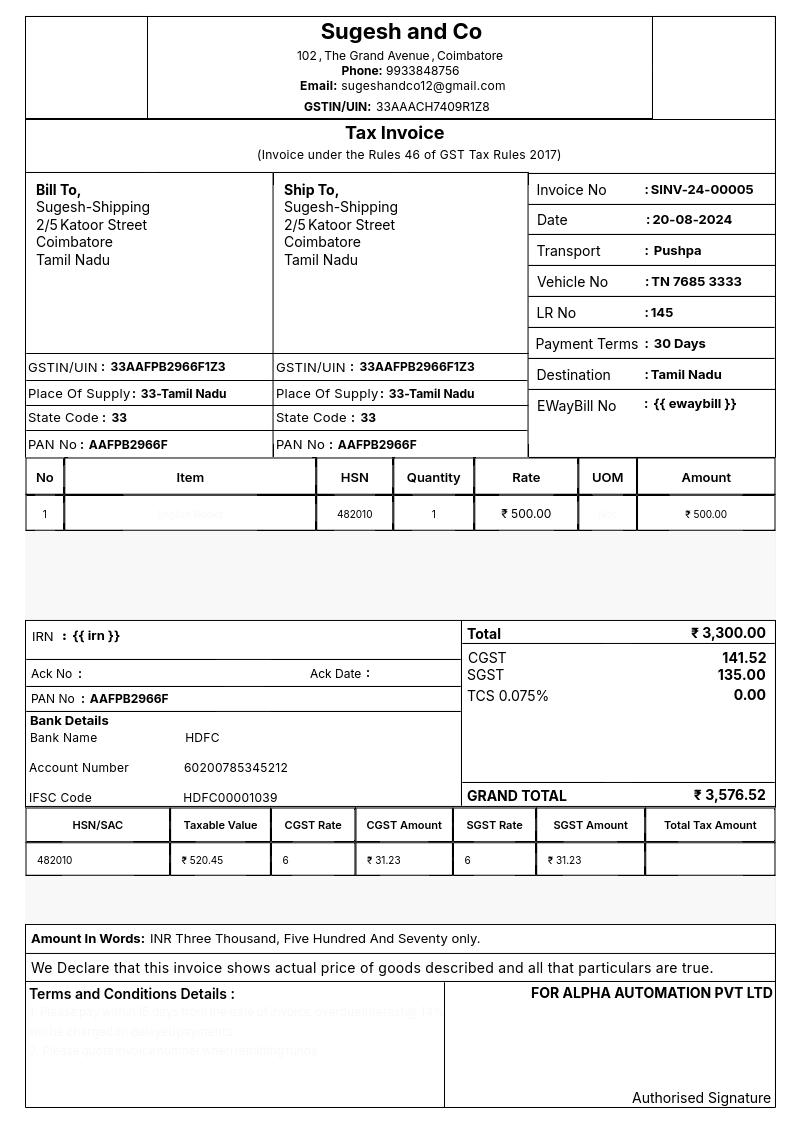 Sugesh and Co
102 , The Grand Avenue , Coimbatore
Phone: 9933848756
Email: sugeshandco12@gmail.com
GSTIN/UIN: 33AAACH7409R1Z8
Tax Invoice
(Invoice under the Rules 46 of GST Tax Rules 2017)
Bill To,
Sugesh-Shipping
2/5 Katoor Street
Coimbatore
Tamil Nadu
GSTIN/UIN : 33AAFPB2966F1Z3
Place Of Supply : 33-Tamil Nadu
State Code : 33
PAN No : AAFPB2966F
Ship To,
Sugesh-Shipping
2/5 Katoor Street
Coimbatore
Tamil Nadu
GSTIN/UIN : 33AAFPB2966F1Z3
Place Of Supply : 33-Tamil Nadu
State Code : 33
PAN No : AAFPB2966F
Invoice No : SINV-24-00005
Date : 20-08-2024
Transport : Pushpa
Vehicle No : TN 7685 3333
LR No : 145
Payment Terms : 30 Days
Destination : Tamil Nadu
EWayBill No : {{ ewaybill }}
No Item HSN Quantity Rate UOM Amount
1 482010 1 ₹ 500.00 ₹ 500.00
IRN : {{ irn }}
Ack No : Ack Date :
PAN No : AAFPB2966F
Bank Details
Bank Name HDFC
Account Number 60200785345212
IFSC Code HDFC00001039
Total ₹ 3,300.00
CGST 141.52
SGST 135.00
TCS 0.075% 0.00
GRAND TOTAL ₹ 3,576.52
HSN/SAC Taxable Value CGST Rate CGST Amount SGST Rate SGST Amount Total Tax Amount
482010 ₹ 520.45 6 ₹ 31.23 6 ₹ 31.23
Amount In Words: INR Three Thousand, Five Hundred And Seventy only.
We Declare that this invoice shows actual price of goods described and all that particulars are true.
Terms and Conditions Details :
FOR ALPHA AUTOMATION PVT LTD
Authorised Signature